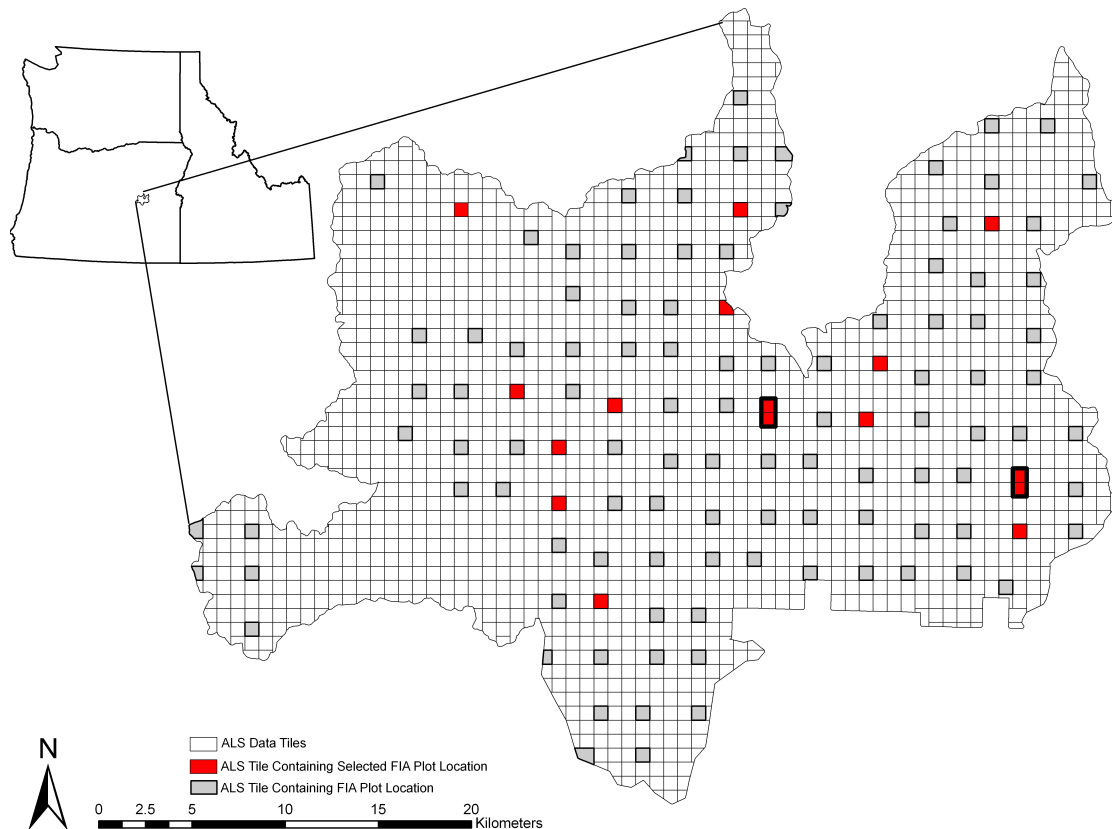 N
ALS Data Tiles
ALS Tile Containing Selected FIA Plot Location
ALS Tile Containing FIA Plot Location
0 2.5 5 10 15 20
Kilometers